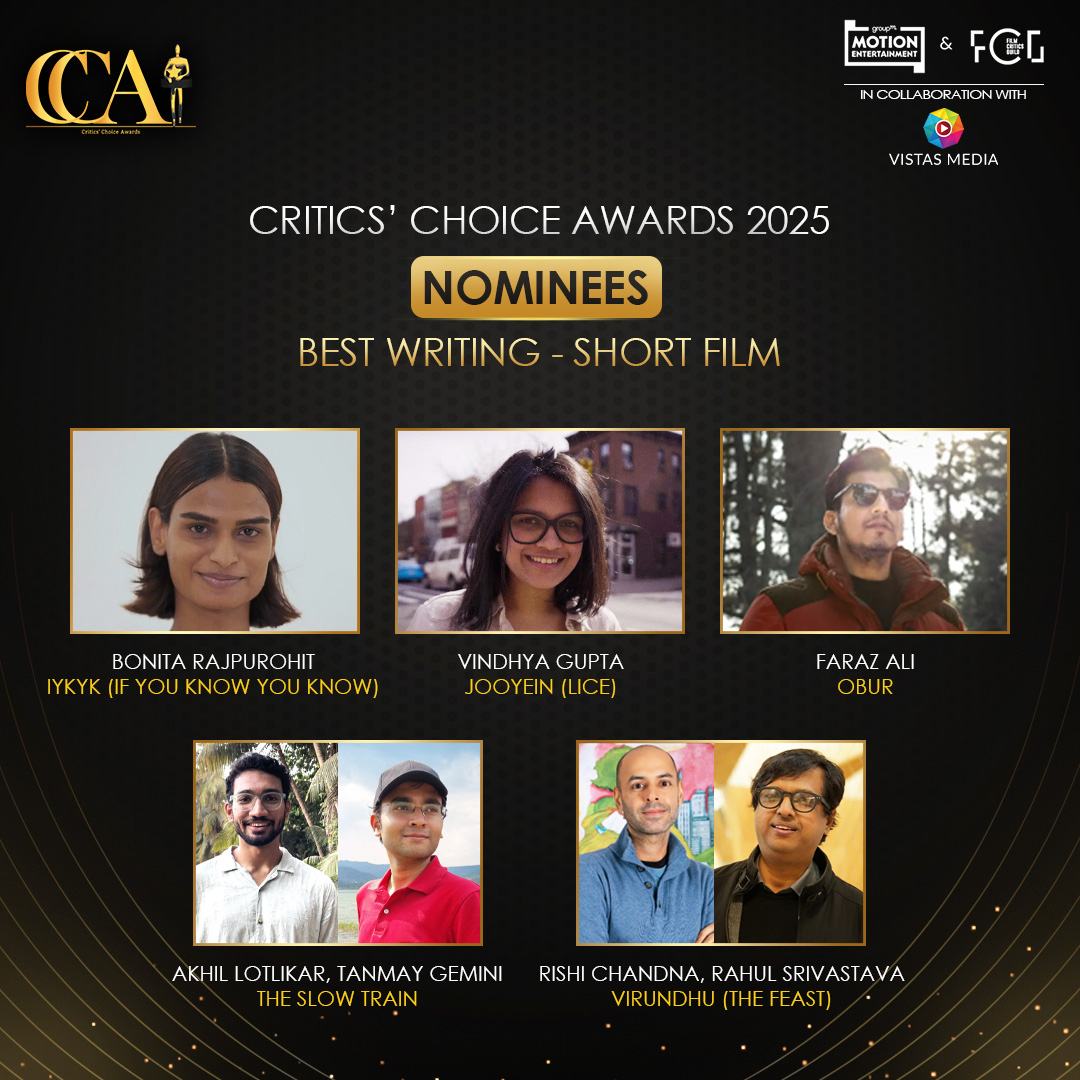 CCA
Critics' Choice Awards
groupm
MOTION
ENTERTAINMENT
&
FCG
FILM
CRITICS
GUILD
IN COLLABORATION WITH
VISTAS MEDIA
CRITICS' CHOICE AWARDS 2025
NOMINEES
BEST WRITING - SHORT FILM
BONITA RAJPUROHIT
IYKYK (IF YOU KNOW YOU KNOW)
VINDHYA GUPTA
JOOYEIN (LICE)
FARAZ ALI
OBUR
AKHIL LOTLIKAR, TANMAY GEMINI
THE SLOW TRAIN
RISHI CHANDNA, RAHUL SRIVASTAVA
VIRUNDHU (THE FEAST)